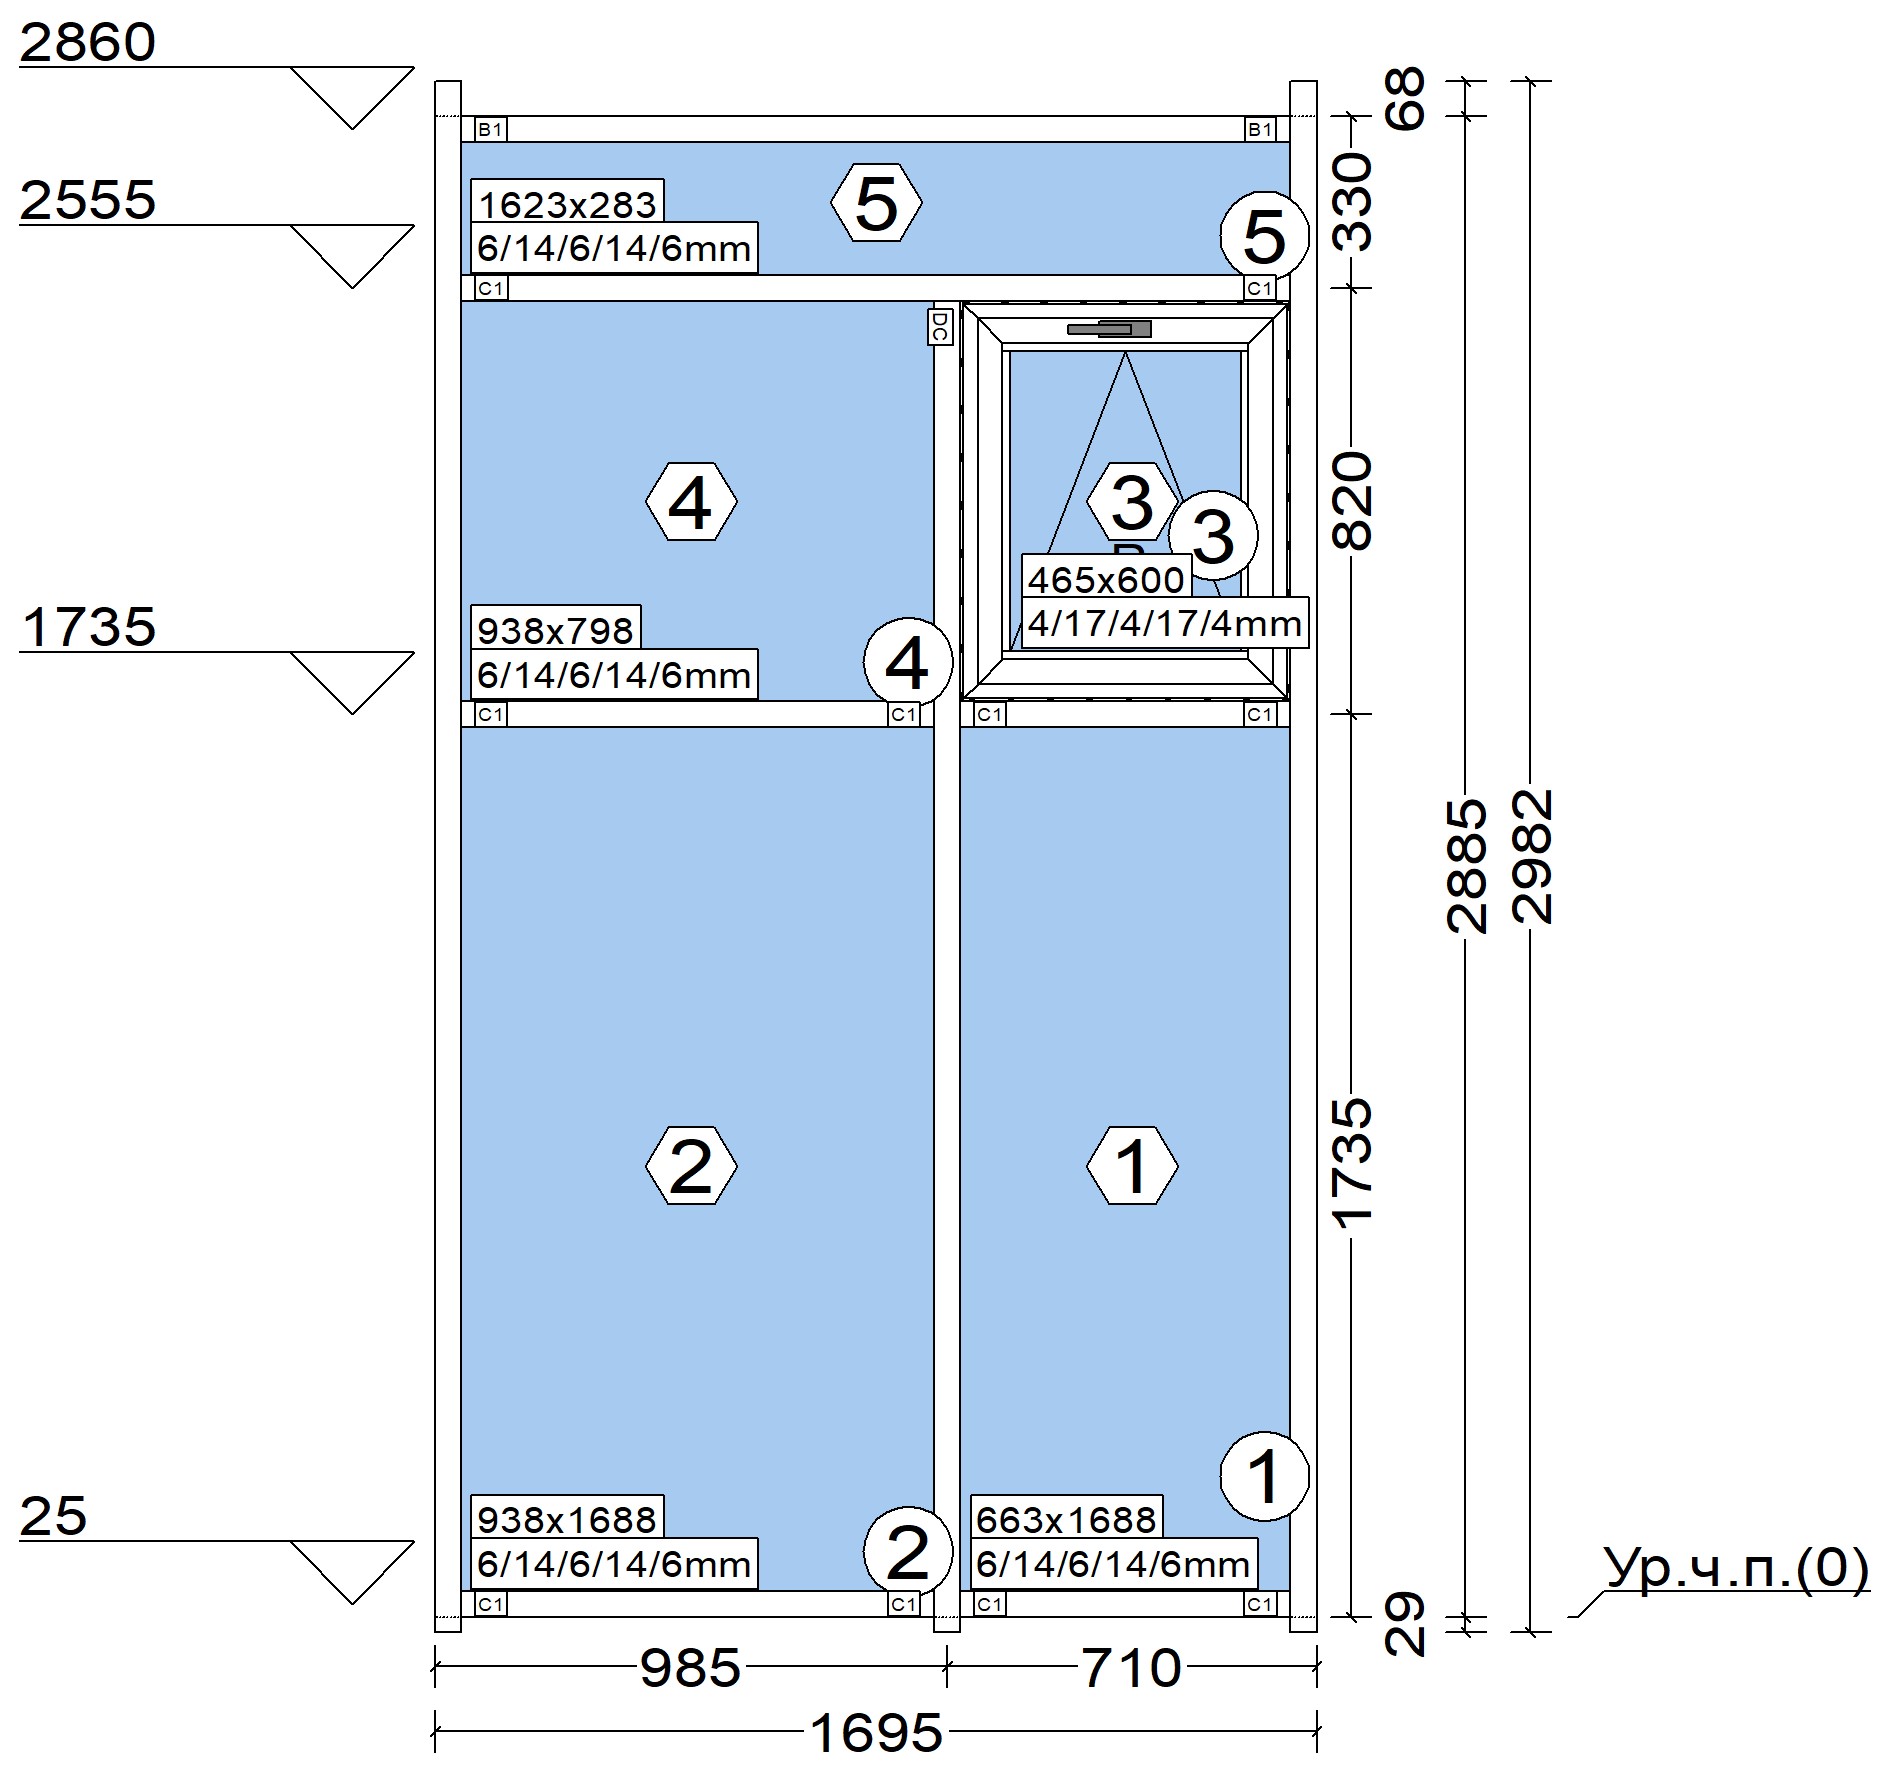 2860
68
B1
B1
2555
5
1623x283
6/14/6/14/6mm
5
330
C1
C1
DC
4
3
3
820
465x600
4/17/4/17/4mm
1735
938x798
6/14/6/14/6mm
4
C1
C1
C1
C1
2885
2982
2
1
1735
1
25
938x1688
6/14/6/14/6mm
2
663x1688
6/14/6/14/6mm
Ур.ч.п.(0)
C1
C1
C1
C1
29
985
710
1695